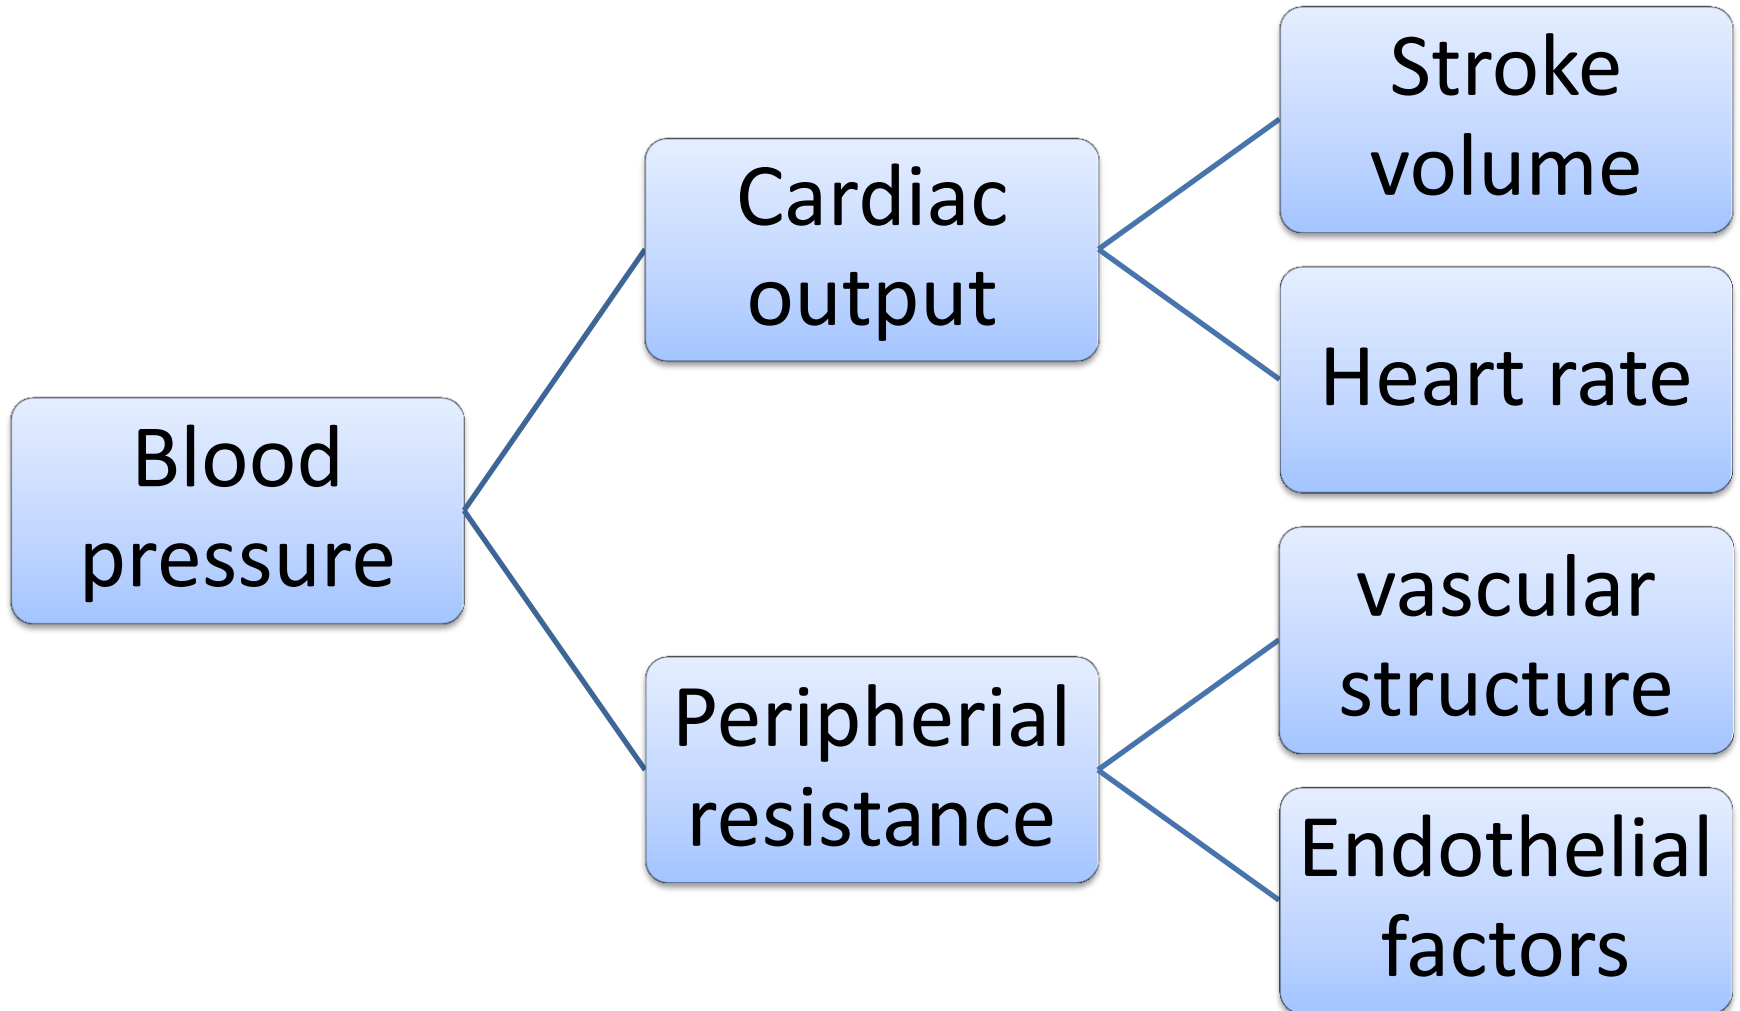 Blood
pressure
Cardiac
output
Stroke
volume
Heart rate
Peripherial
resistance
vascular
structure
Endothelial
factors